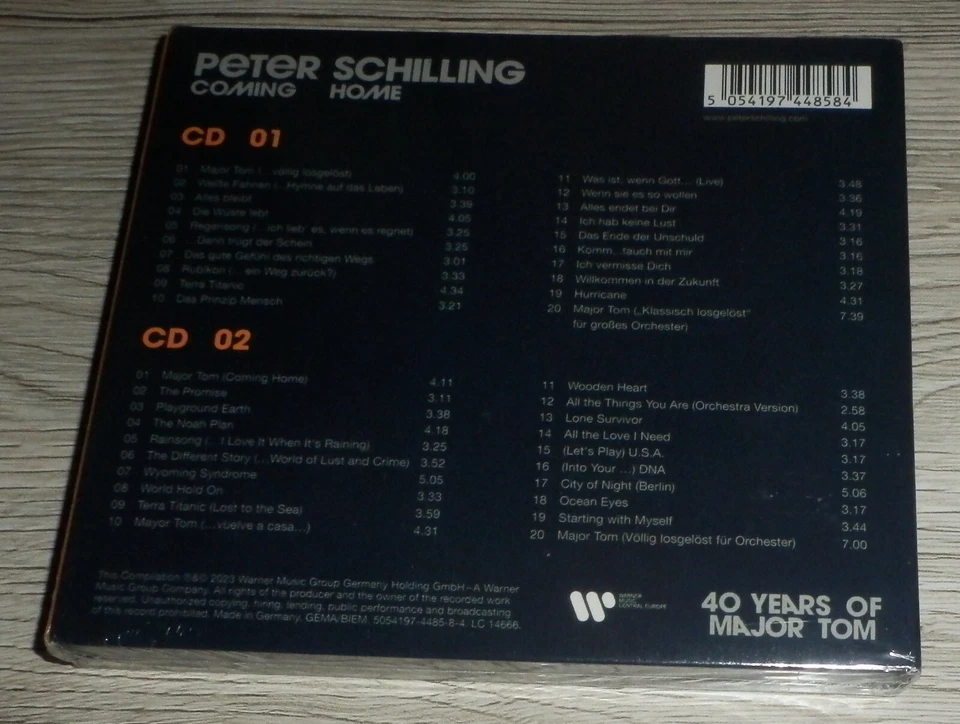 PETER SCHILLING
COMING HOME
5 054197 448584
www.peterschilling.com
CD 01
01 Major Tom (...völlig losgelöst) 4.00
02 Weiße Fahnen (...Hymne auf das Leben) 3.10
03 Alles bleibt 3.39
04 Die Wüste lebt 4.05
05 Regensong (... ich lieb' es, wenn es regnet) 3.25
06 ...Dann trügt der Schein 3.25
07 Das gute Gefühl des richtigen Wegs 3.01
08 Rubikon (... ein Weg zurück?) 3.33
09 Terra Titanic 4.34
10 Das Prinzip Mensch 3.21
11 Was ist, wenn Gott... (Live) 3.48
12 Wenn sie es so wollen 3.36
13 Alles endet bei Dir 4.19
14 Ich hab keine Lust 3.31
15 Das Ende der Unschuld 3.16
16 Komm...tauch mit mir 3.16
17 Ich vermisse Dich 3.18
18 Willkommen in der Zukunft 3.27
19 Hurricane 4.31
20 Major Tom („Klassisch losgelöst" 7.39
für großes Orchester)
CD 02
01 Major Tom (Coming Home) 4.11
02 The Promise 3.11
03 Playground Earth 3.38
04 The Noah Plan 4.18
05 Rainsong (... I Love It When It's Raining) 3.25
06 The Different Story (...World of Lust and Crime) 3.52
07 Wyoming Syndrome 5.05
08 World Hold On 3.33
09 Terra Titanic (Lost to the Sea) 3.59
10 Mayor Tom (...vuelve a casa...) 4.31
11 Wooden Heart 3.38
12 All the Things You Are (Orchestra Version) 2.58
13 Lone Survivor 4.05
14 All the Love I Need 3.17
15 (Let's Play) U.S.A. 3.17
16 (Into Your ...) DNA 3.37
17 City of Night (Berlin) 5.06
18 Ocean Eyes 3.17
19 Starting with Myself 3.44
20 Major Tom (Völlig losgelöst für Orchester) 7.00
This Compilation ℗&© 2023 Warner Music Group Germany Holding GmbH – A Warner
Music Group Company. All rights of the producer and the owner of the recorded work
reserved. Unauthorized copying, hiring, lending, public performance and broadcasting
of this record prohibited. Made in Germany. GEMA/BIEM 5054197-4485-8-4. LC 14666.
WARNER
MUSIC
CENTRAL EUROPE
40 YEARS OF
MAJOR TOM